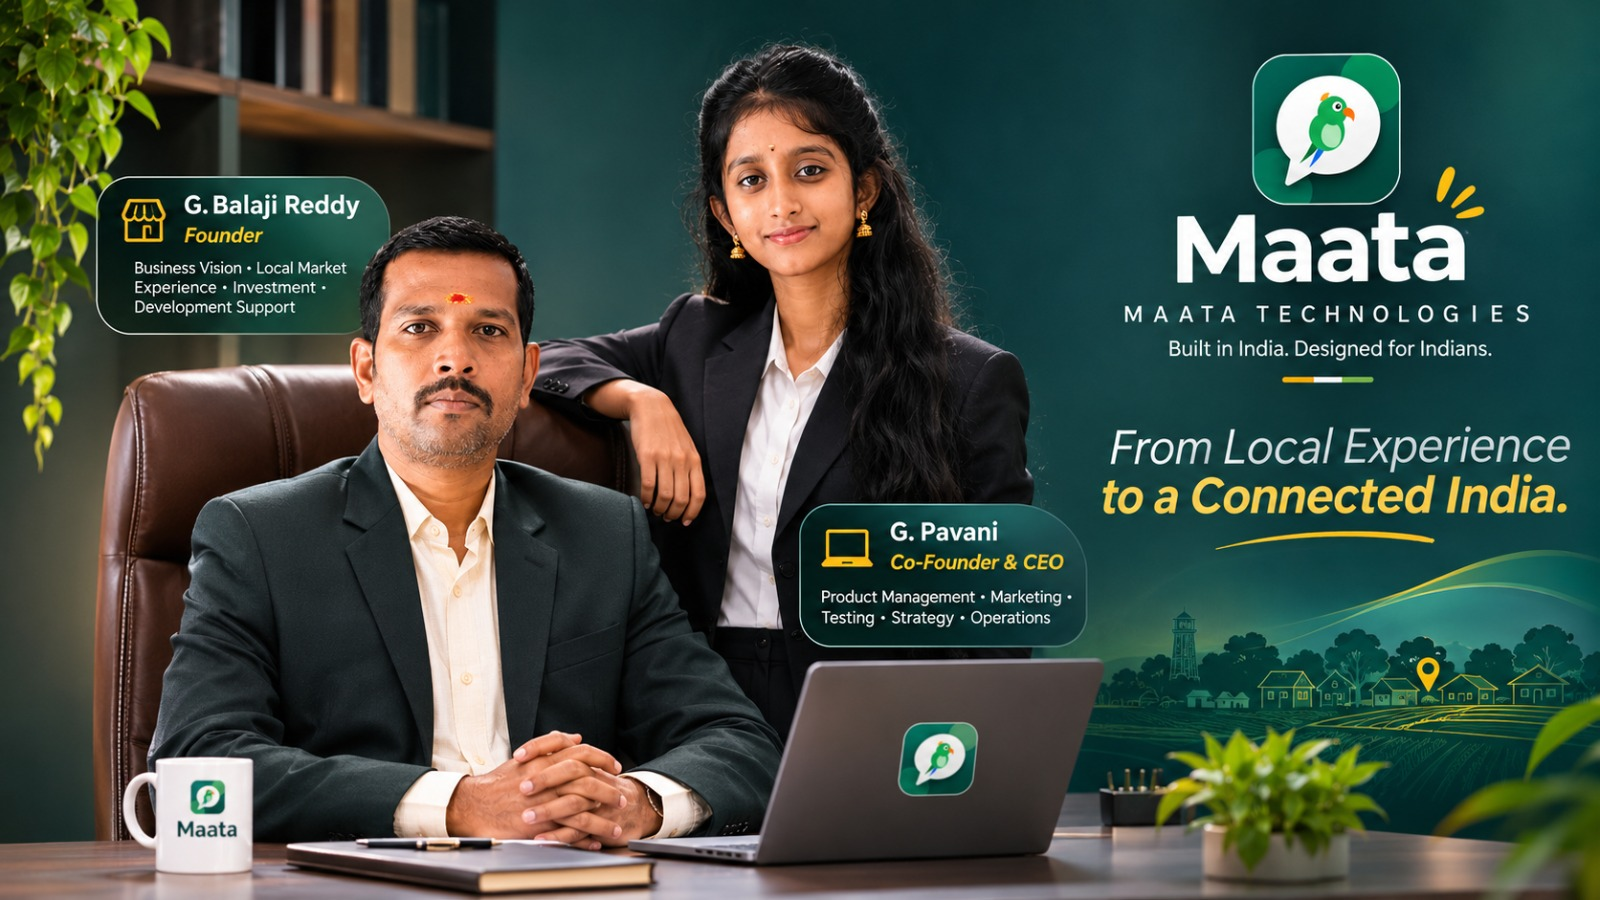 G. Balaji Reddy
Founder
Business Vision • Local Market
Experience • Investment •
Development Support
G. Pavani
Co-Founder & CEO
Product Management • Marketing •
Testing • Strategy • Operations
Maata
MAATA TECHNOLOGIES
Built in India. Designed for Indians.
From Local Experience
to a Connected India.
Maata